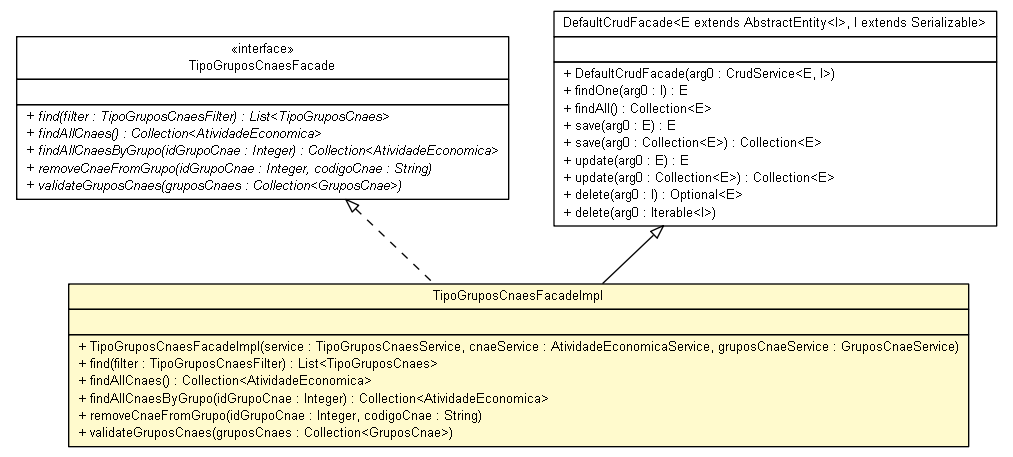 «interface»
TipoGruposCnaesFacade
+ find(filter : TipoGruposCnaesFilter) : List<TipoGruposCnaes>
+ findAllCnaes() : Collection<AtividadeEconomica>
+ findAllCnaesByGrupo(idGrupoCnae : Integer) : Collection<AtividadeEconomica>
+ removeCnaeFromGrupo(idGrupoCnae : Integer, codigoCnae : String)
+ validateGruposCnaes(gruposCnaes : Collection<GruposCnae>)
DefaultCrudFacade<E extends AbstractEntity<I>, I extends Serializable>
+ DefaultCrudFacade(arg0 : CrudService<E, I>)
+ findOne(arg0 : I) : E
+ findAll() : Collection<E>
+ save(arg0 : E) : E
+ save(arg0 : Collection<E>) : Collection<E>
+ update(arg0 : E) : E
+ update(arg0 : Collection<E>) : Collection<E>
+ delete(arg0 : I) : Optional<E>
+ delete(arg0 : Iterable<I>)
TipoGruposCnaesFacadeImpl
+ TipoGruposCnaesFacadeImpl(service : TipoGruposCnaesService, cnaeService : AtividadeEconomicaService, gruposCnaeService : GruposCnaeService)
+ find(filter : TipoGruposCnaesFilter) : List<TipoGruposCnaes>
+ findAllCnaes() : Collection<AtividadeEconomica>
+ findAllCnaesByGrupo(idGrupoCnae : Integer) : Collection<AtividadeEconomica>
+ removeCnaeFromGrupo(idGrupoCnae : Integer, codigoCnae : String)
+ validateGruposCnaes(gruposCnaes : Collection<GruposCnae>)